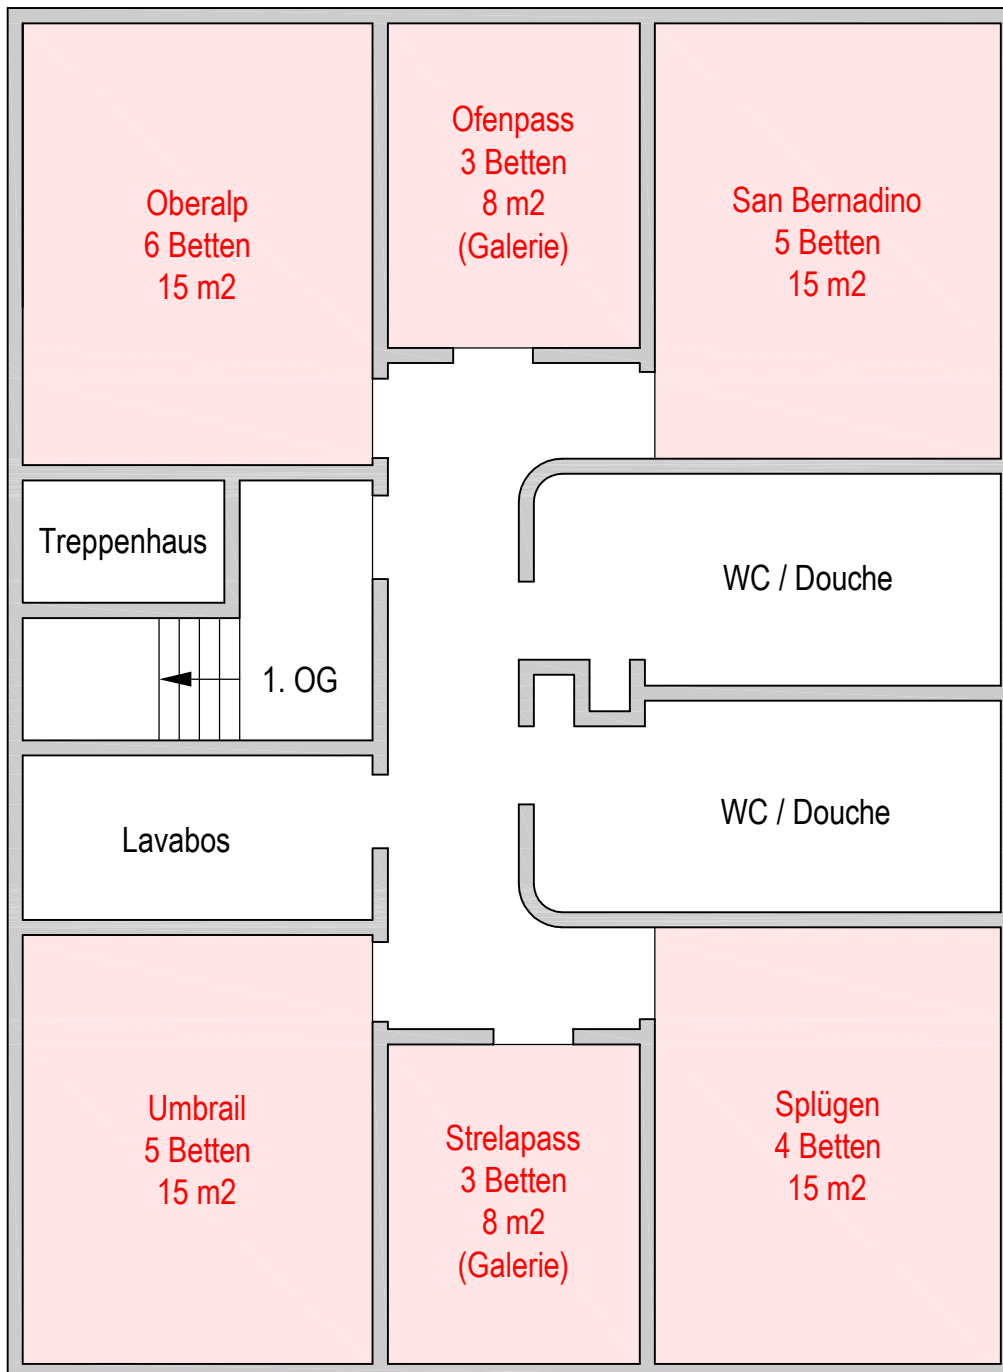 Oberalp
6 Betten
15 m2
Ofenpass
3 Betten
8 m2
(Galerie)
San Bernadino
5 Betten
15 m2
Treppenhaus
1. OG
WC / Douche
Lavabos
WC / Douche
Umbrail
5 Betten
15 m2
Strelapass
3 Betten
8 m2
(Galerie)
Splügen
4 Betten
15 m2